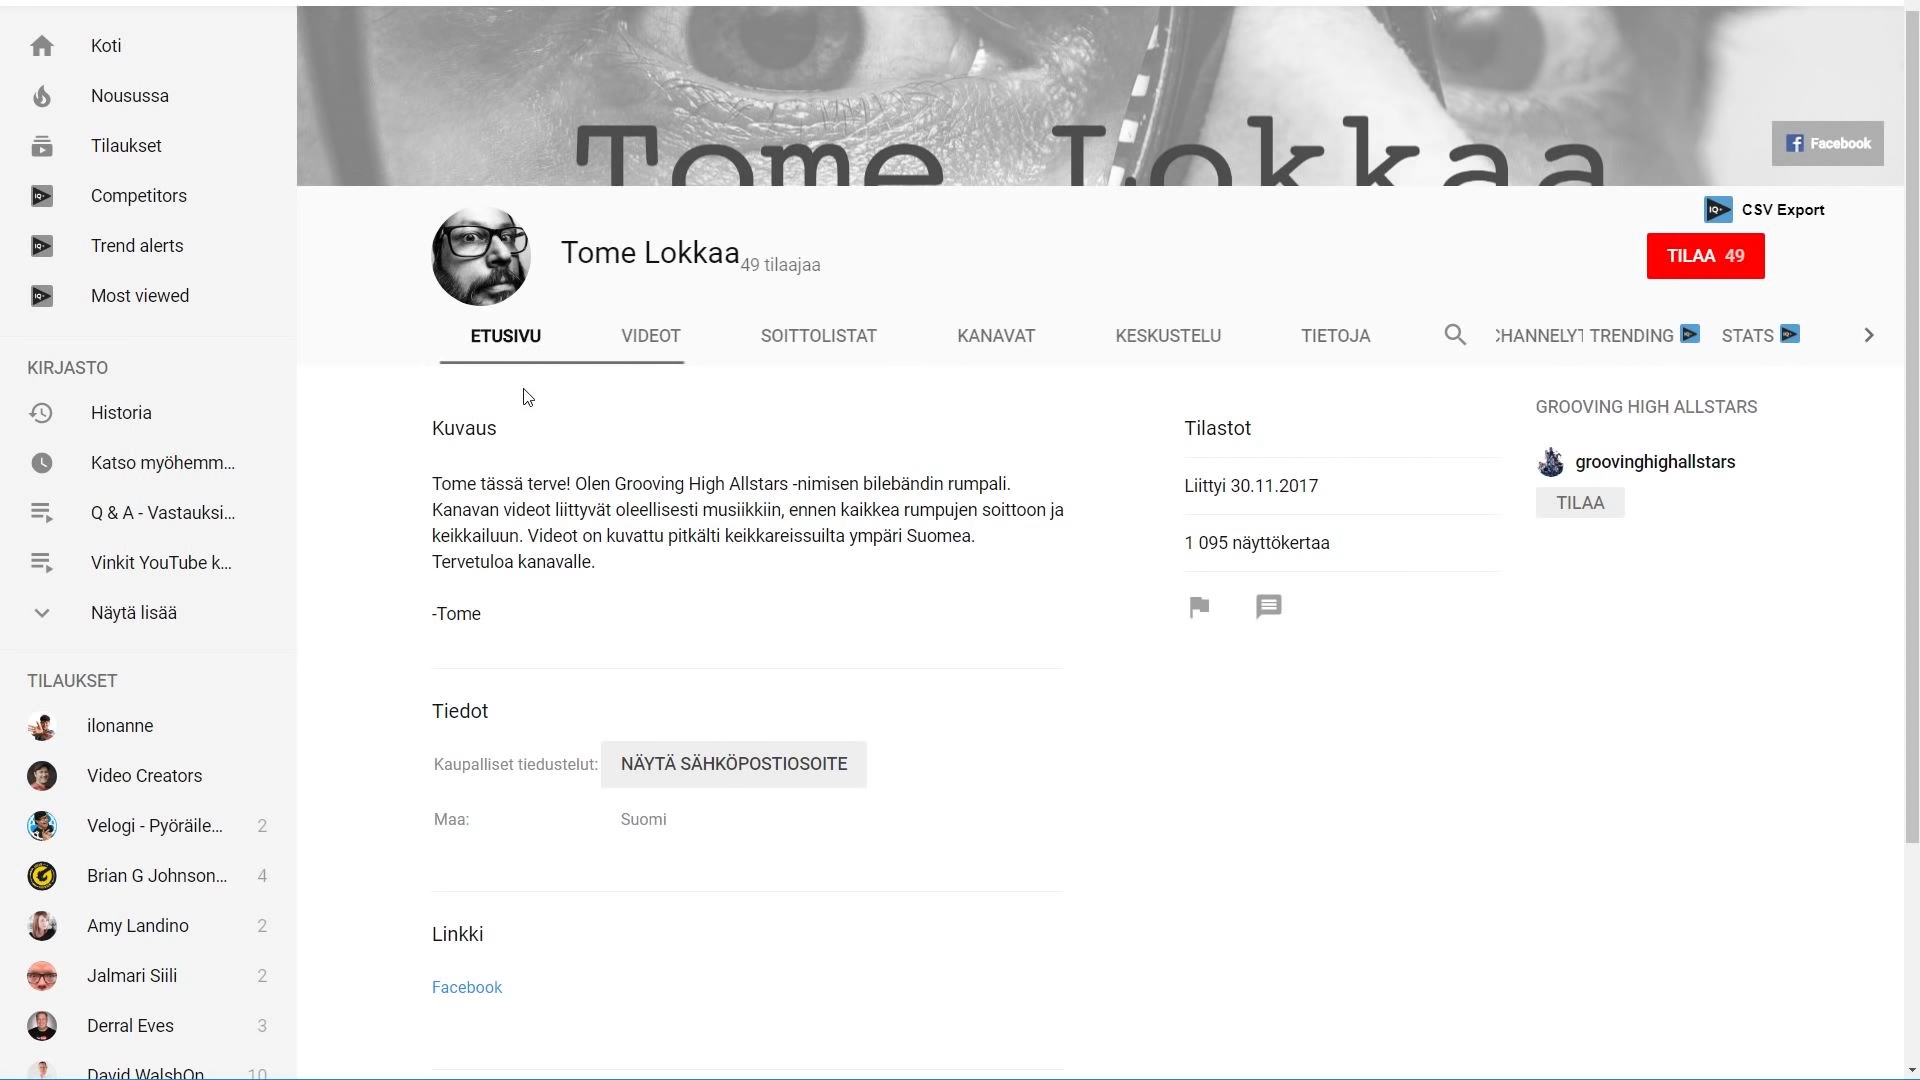 Koti
Nousussa
Tilaukset
Competitors
Trend alerts
Most viewed
KIRJASTO
Historia
Katso myöhemm...
Q & A - Vastauksi...
Vinkit YouTube k...
Näytä lisää
TILAUKSET
ilonanne
Video Creators
Velogi - Pyöräile... 2
Brian G Johnson... 4
Amy Landino 2
Jalmari Siili 2
Derral Eves 3
David WalshOn 10
Tome Lokkaa
Facebook
CSV Export
Tome Lokkaa 49 tilaajaa
TILAA 49
ETUSIVU VIDEOT SOITTOLISTAT KANAVAT KESKUSTELU TIETOJA CHANNELYT TRENDING STATS
Kuvaus
Tome tässä terve! Olen Grooving High Allstars -nimisen bilebändin rumpali.
Kanavan videot liittyvät oleellisesti musiikkiin, ennen kaikkea rumpujen soittoon ja
keikkailuun. Videot on kuvattu pitkälti keikkareissuilta ympäri Suomea.
Tervetuloa kanavalle.
-Tome
Tiedot
Kaupalliset tiedustelut: NÄYTÄ SÄHKÖPOSTIOSOITE
Maa: Suomi
Linkki
Facebook
Tilastot
Liittyi 30.11.2017
1 095 näyttökertaa
GROOVING HIGH ALLSTARS
groovinghighallstars
TILAA